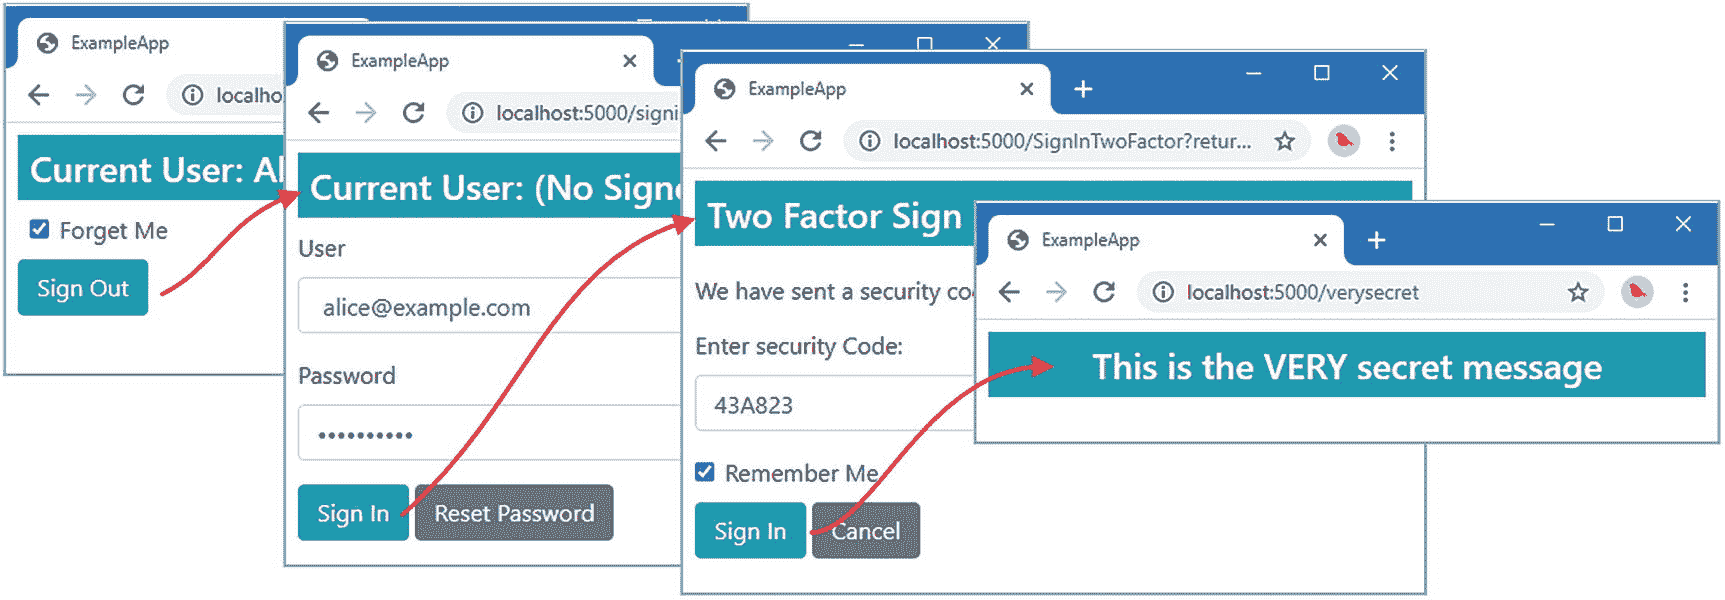 ExampleApp
localho
Current User: Al
Forget Me
Sign Out
ExampleApp
localhost:5000/signi
Current User: (No Signe
User
alice@example.com
Password
Sign In
Reset Password
ExampleApp
localhost:5000/SignInTwoFactor?retur...
Two Factor Sign
We have sent a security co
Enter security Code:
43A823
Remember Me
Sign In
Cancel
ExampleApp
localhost:5000/verysecret
This is the VERY secret message